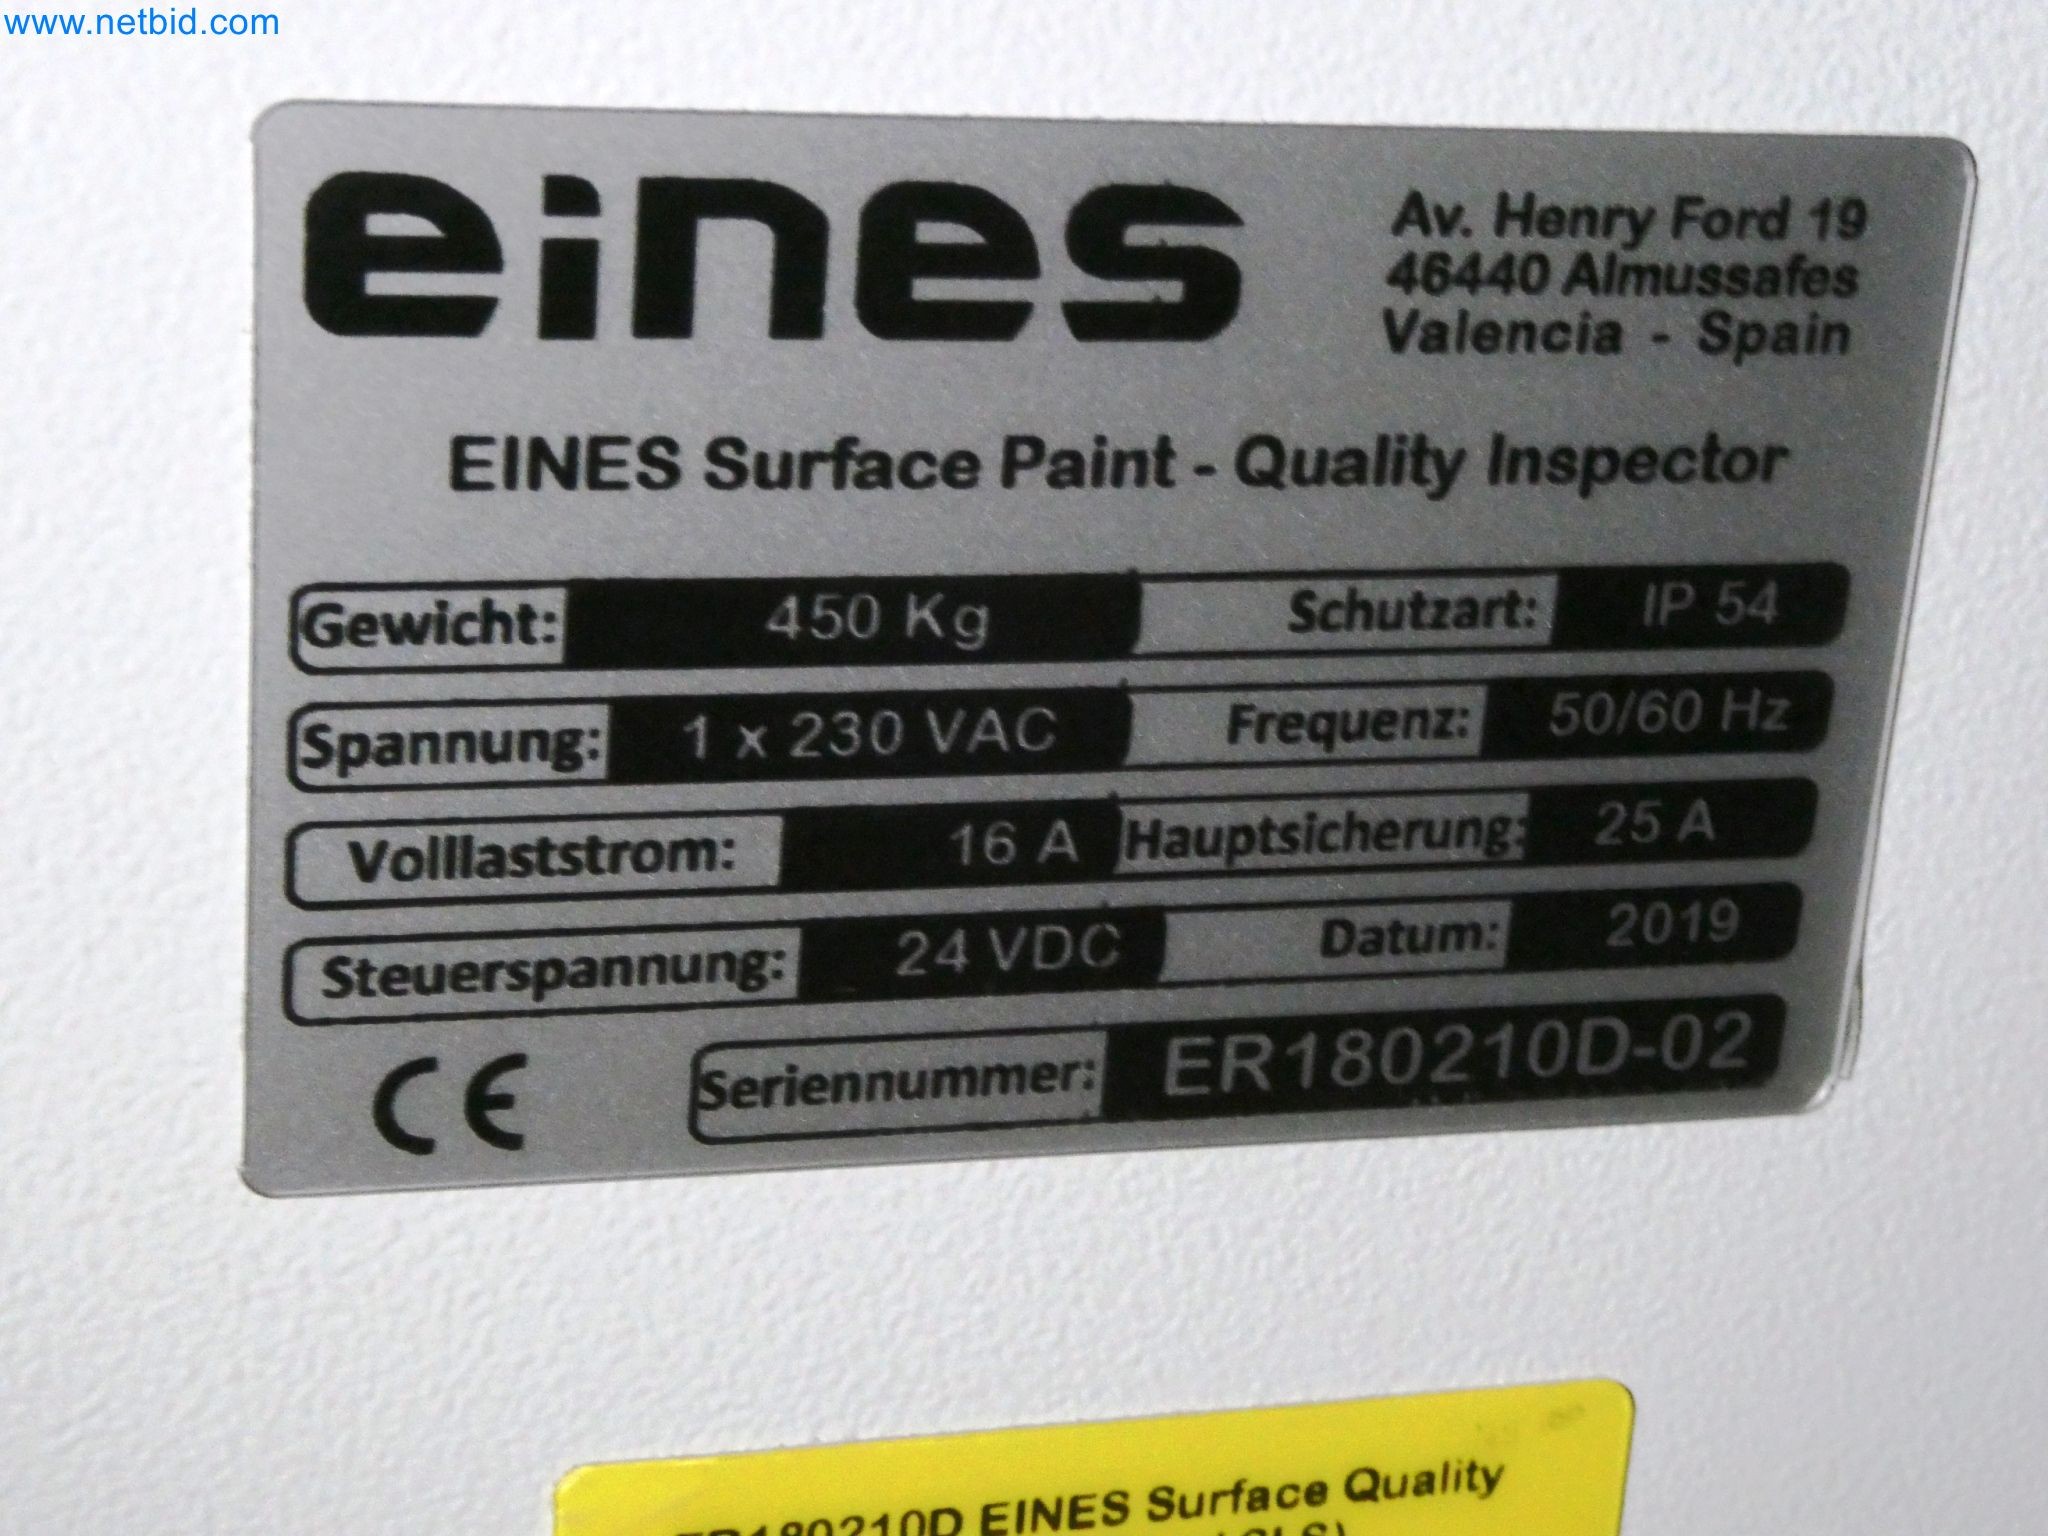 www.netbid.com
eines
Av. Henry Ford 19
46440 Almussafes
Valencia - Spain
EINES Surface Paint - Quality Inspector
Gewicht: 450 Kg Schutzart: IP 54
Spannung: 1 x 230 VAC Frequenz: 50/60 Hz
Volllaststrom: 16 A Hauptsicherung: 25 A
Steuerspannung: 24 VDC Datum: 2019
CE Seriennummer: ER180210D-02
ER180210D EINES Surface Quality